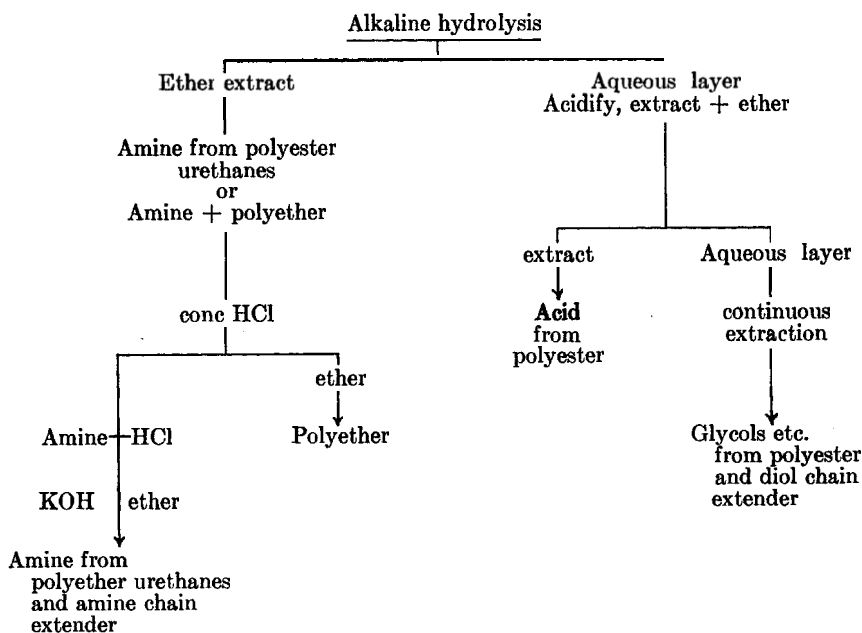 Alkaline hydrolysis
Ether extract
Aqueous layer
Acidify, extract + ether
Amine from polyester
urethanes
or
Amine + polyether
extract
Aqueous layer
conc HCl
Acid
from
polyester
continuous
extraction
ether
Amine HCl
Polyether
Glycols etc.
from polyester
and diol chain
extender
KOH ether
Amine from
polyether urethanes
and amine chain
extender